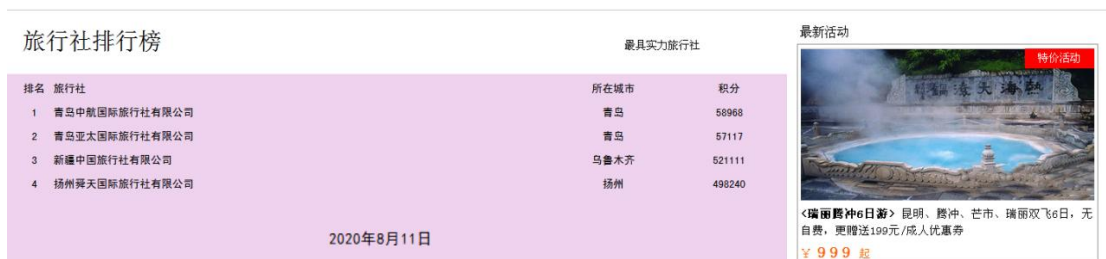 旅行社排行榜
最具实力旅行社
排名 旅行社 所在城市 积分
1 青岛中航国际旅行社有限公司 青岛 58968
2 青岛亚太国际旅行社有限公司 青岛 57117
3 新疆中国旅行社有限公司 乌鲁木齐 521111
4 扬州舜天国际旅行社有限公司 扬州 498240
2020年8月11日
最新活动
特价活动
热海大滚
<瑞丽腾冲6日游> 昆明、腾冲、芒市、瑞丽双飞6日，无
自费，更赠送199元/成人优惠券
¥ 999 起